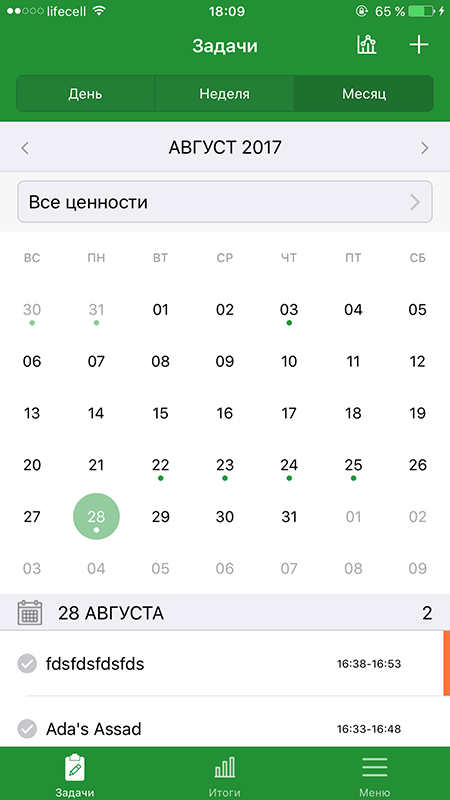 lifecell 18:09 65 %
Задачи
День Неделя Месяц
АВГУСТ 2017
Все ценности
ВС ПН ВТ СР ЧТ ПТ СБ
30 31 01 02 03 04 05
06 07 08 09 10 11 12
13 14 15 16 17 18 19
20 21 22 23 24 25 26
27 28 29 30 31 01 02
03 04 05 06 07 08 09
28 АВГУСТА 2
fdsfdsfdsfds 16:38-16:53
Ada's Assad 16:33-16:48
Задачи Итоги Меню